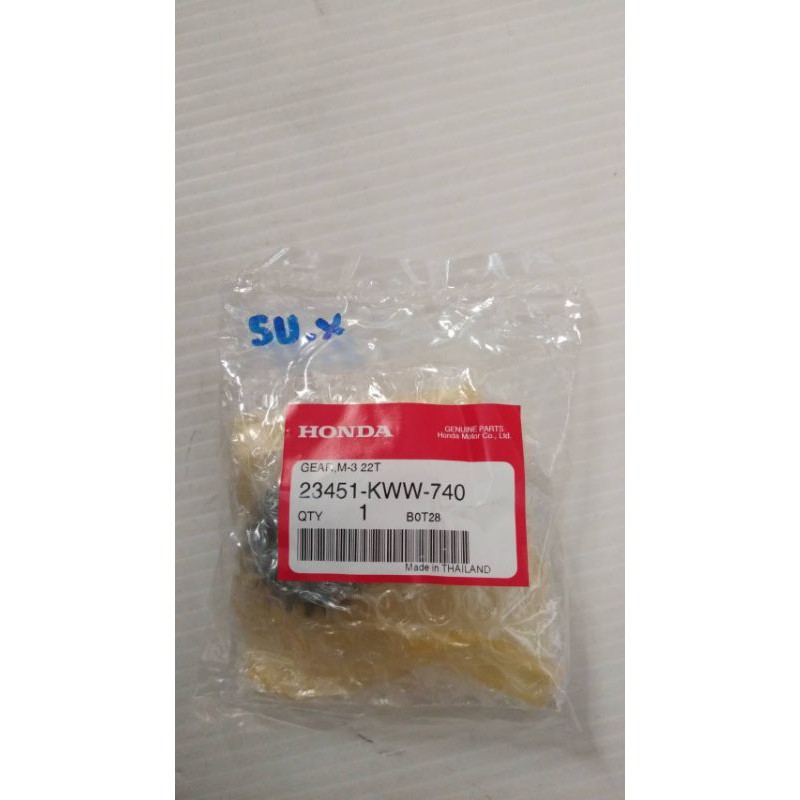 SU.X
HONDA
GENUINE PARTS
Honda Motor Co., Ltd.
GEAR,M-3 22T
23451-KWW-740
QTY 1 B0T28
Made in THAILAND